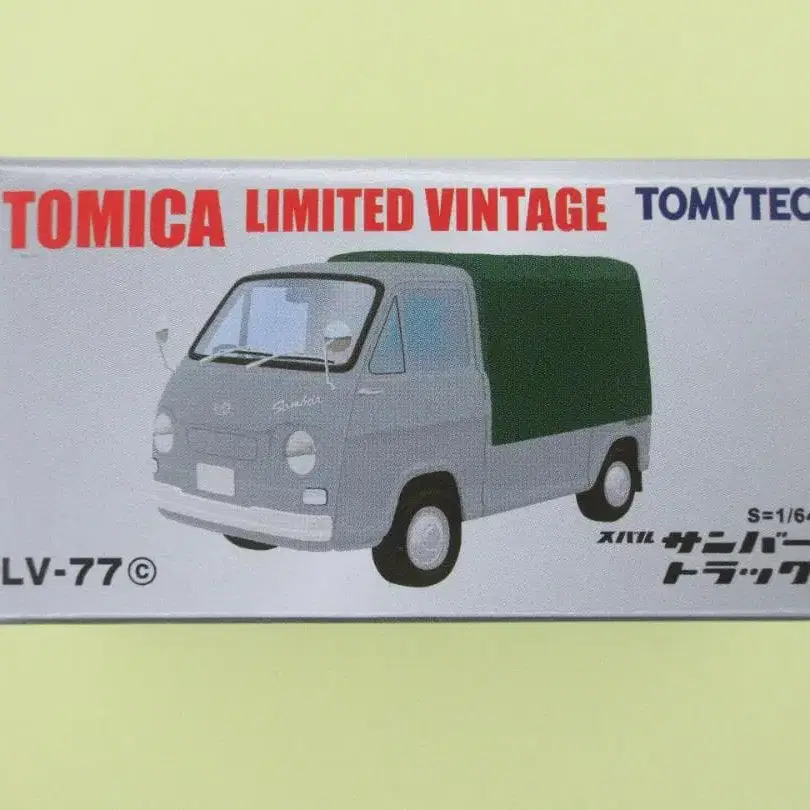 TOMICA LIMITED VINTAGE TOMYTEC
Sambar
S=1/64
スバル サンバー
トラック
LV-77ⓒ